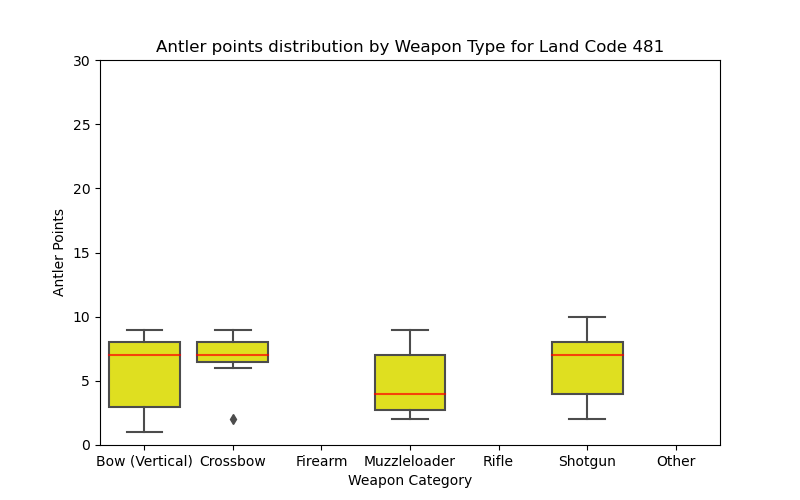 Antler points distribution by Weapon Type for Land Code 481
30
25
20
15
10
5
0
Antler Points
Bow (Vertical) Crossbow Firearm Muzzleloader Rifle Shotgun Other
Weapon Category